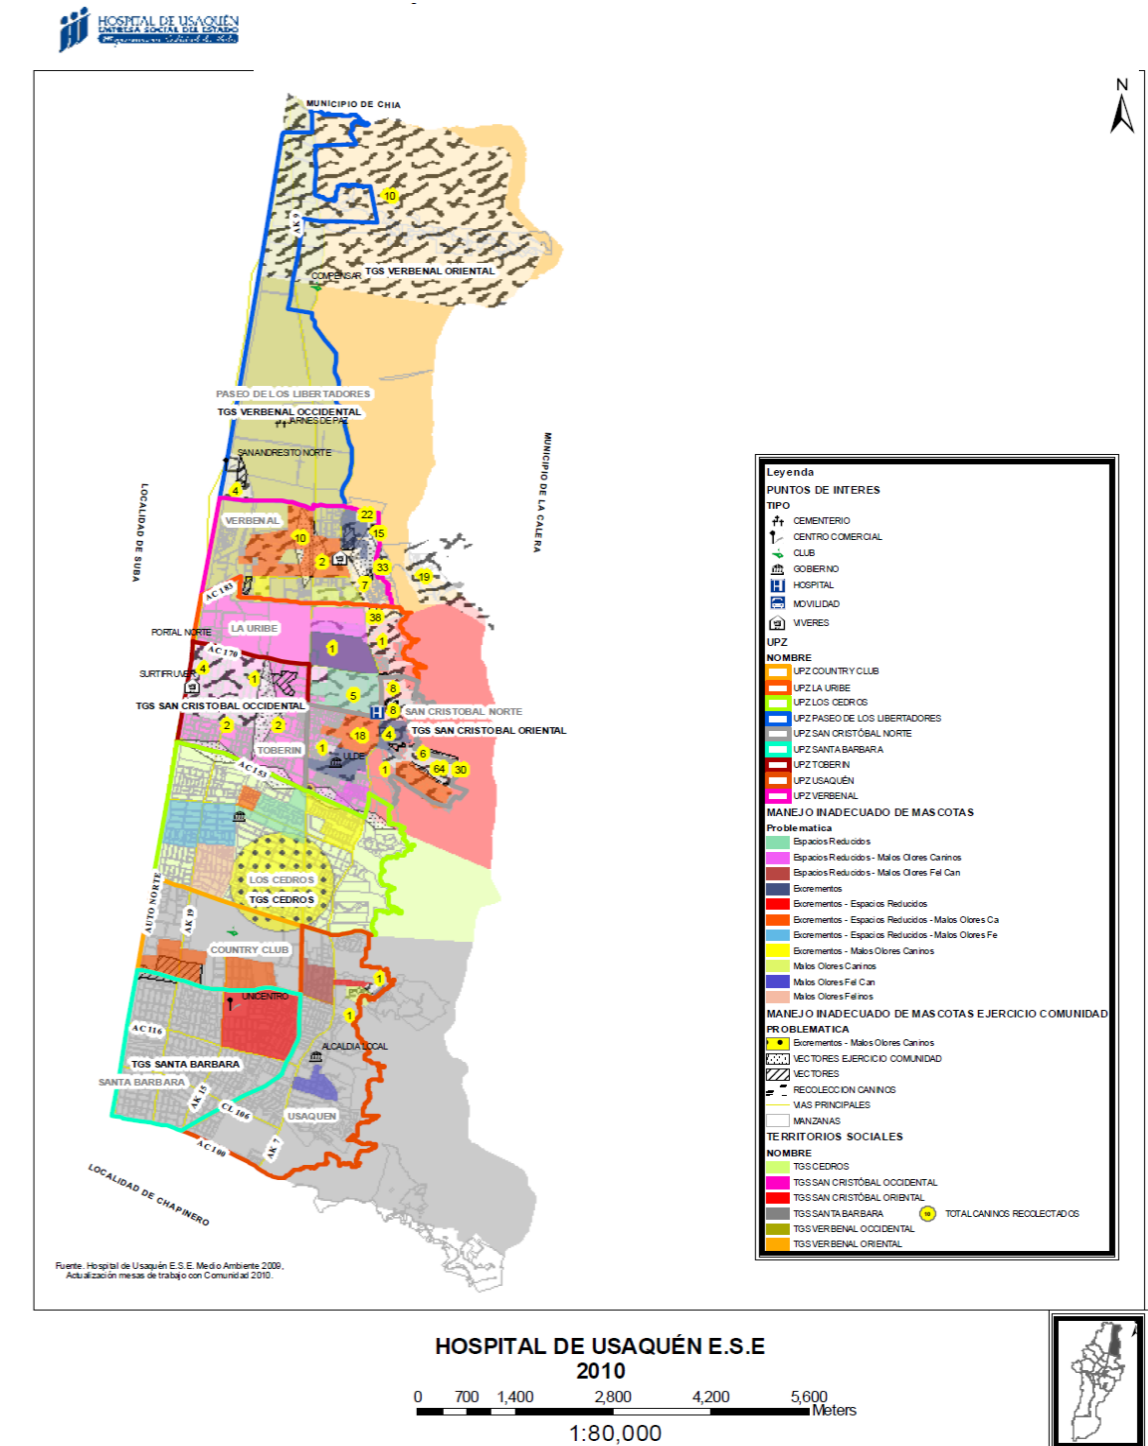 HOSPITAL DE USAQUÉN
EMPRESA SOCIAL DEL ESTADO
N
MUNICIPIO DE CHIA
10
AK 9
COMPENSAR
TGS VERBENAL ORIENTAL
PASEO DE LOS LIBERTADORES
TGS VERBENAL OCCIDENTAL
JARNES DE PAZ
SAN ANDRESITO NORTE
4
MUNICIPIO DE LA CALERA
LOCALIDAD DE SUBA
VERBENAL
22
10
15
2
33
19
7
AC 183
38
LA URIBE
PORTAL NORTE
1
1
AC 170
SURTIFRUVER
4
1
8
5
TGS SAN CRISTOBAL OCCIDENTAL
8
SAN CRISTOBAL NORTE
2
2
18
4
TGS SAN CRISTOBAL ORIENTAL
TOBERIN
1
ULDE
6
1
64
30
AC 153
LOS CEDROS
TGS CEDROS
AUTO NORTE
AK 19
COUNTRY CLUB
1
UNICENTRO
1
AC 116
ALCALDIA LOCAL
TGS SANTA BARBARA
SANTA BARBARA
AK 15
CL 106
USAQUEN
AC 100
AK 7
LOCALIDAD DE CHAPINERO
Fuente. Hospital de Usaquén E.S.E. Medio Ambiente 2009,
Actualización mesas de trabajo con Comunidad 2010.
Leyenda
PUNTOS DE INTERES
TIPO
CEMENTERIO
CENTRO COMERCIAL
CLUB
GOBIERNO
HOSPITAL
MOVILIDAD
VIVERES
UPZ
NOMBRE
UPZ COUNTRY CLUB
UPZ LA URIBE
UPZ LOS CEDROS
UPZ PASEO DE LOS LIBERTADORES
UPZ SAN CRISTÓBAL NORTE
UPZ SANTA BARBARA
UPZ TOBERIN
UPZ USAQUÉN
UPZ VERBENAL
MANEJO INADECUADO DE MASCOTAS
Problematica
Espacios Reducidos
Espacios Reducidos - Malos Olores Caninos
Espacios Reducidos - Malos Olores Fel Can
Excrementos
Excrementos - Espacios Reducidos
Excrementos - Espacios Reducidos - Malos Olores Ca
Excrementos - Espacios Reducidos - Malos Olores Fe
Excrementos - Malos Olores Caninos
Malos Olores Caninos
Malos Olores Fel Can
Malos Olores Felinos
MANEJO INADECUADO DE MASCOTAS EJERCICIO COMUNIDAD
PROBLEMATICA
Excrementos - Malos Olores Caninos
VECTORES EJERCICIO COMUNIDAD
VECTORES
RECOLECCION CANINOS
VIAS PRINCIPALES
MANZANAS
TERRITORIOS SOCIALES
NOMBRE
TGS CEDROS
TGS SAN CRISTÓBAL OCCIDENTAL
TGS SAN CRISTÓBAL ORIENTAL
TGS SANTA BARBARA
10 TOTAL CANINOS RECOLECTADOS
TGS VERBENAL OCCIDENTAL
TGS VERBENAL ORIENTAL
HOSPITAL DE USAQUÉN E.S.E
2010
0 700 1,400 2,800 4,200 5,600
Meters
1:80,000